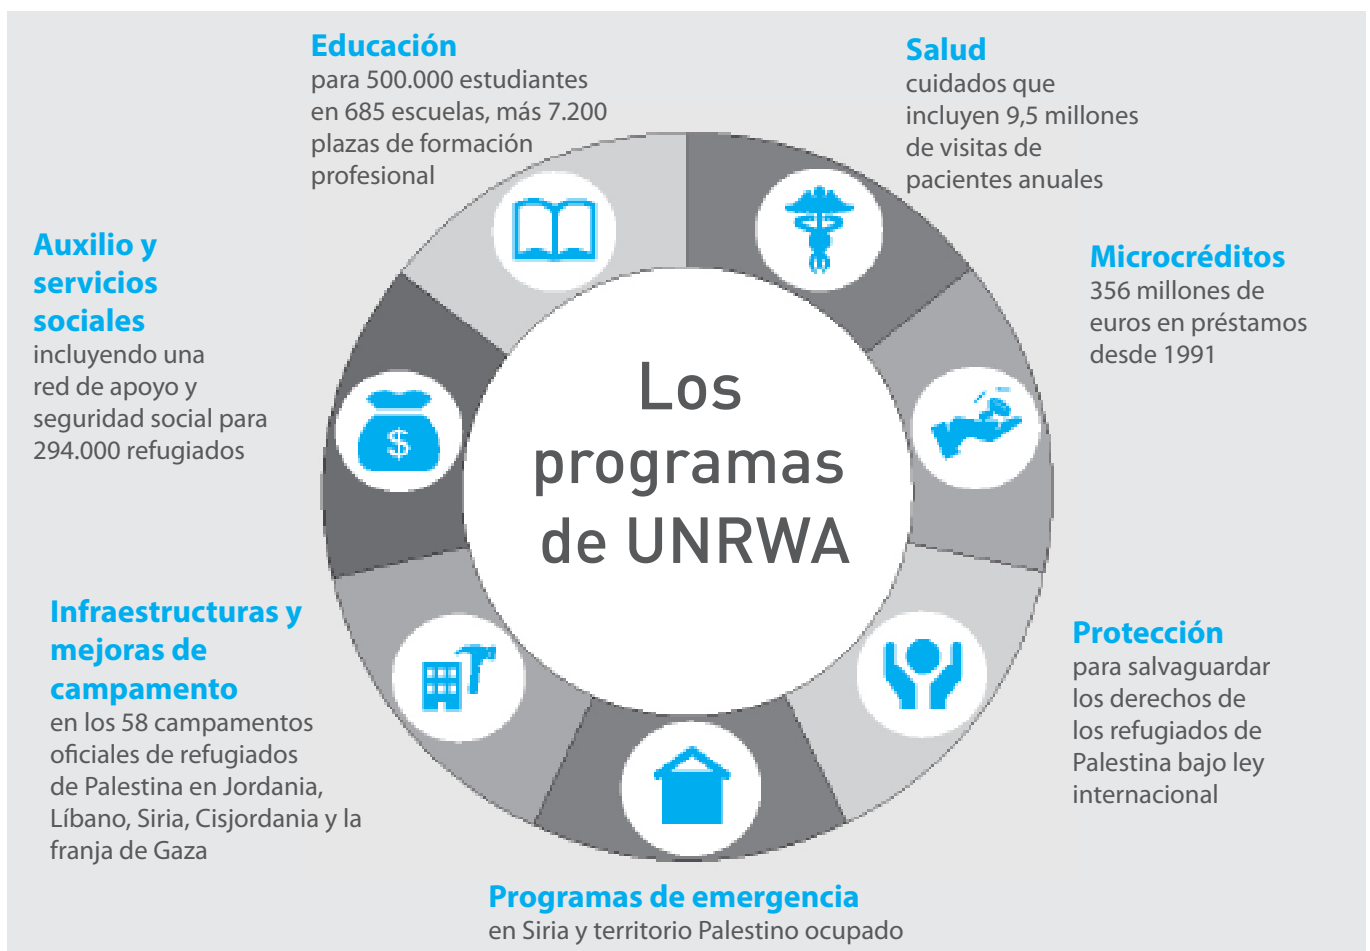 Educación
para 500.000 estudiantes
en 685 escuelas, más 7.200
plazas de formación
profesional
Salud
cuidados que
incluyen 9,5 millones
de visitas de
pacientes anuales
Auxilio y
servicios
sociales
incluyendo una
red de apoyo y
seguridad social para
294.000 refugiados
Microcréditos
356 millones de
euros en préstamos
desde 1991
$
Los
programas
de UNRWA
Infraestructuras y
mejoras de
campamento
en los 58 campamentos
oficiales de refugiados
de Palestina en Jordania,
Líbano, Siria, Cisjordania y la
franja de Gaza
Protección
para salvaguardar
los derechos de
los refugiados de
Palestina bajo ley
internacional
Programas de emergencia
en Siria y territorio Palestino ocupado